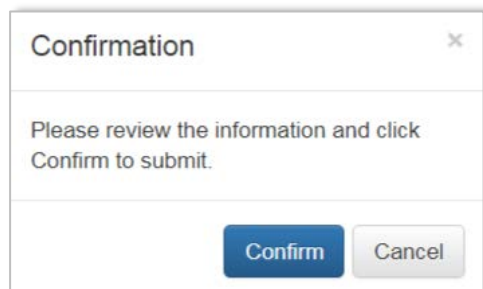 Confirmation
×
Please review the information and click
Confirm to submit.
Confirm
Cancel